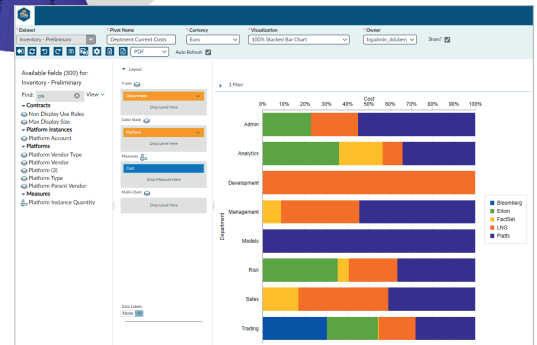 *Dataset
*Pivot Name
*Currency
*Visualization
*Owner
Inventory - Preliminary
Deptment Current Costs
Euro
100% Stacked Bar Chart
Share?
PDF
Auto Refresh
Available fields (300) for:
Inventory - Preliminary
Find:
View
Contracts
Non Display Use Rules
Max Display Size
Platform Instances
Platform Account
Platforms
Platform Vendor Type
Platform Vendor
Platform (3)
Platform Type
Platform Parent Vendor
Measures
Platform Instance Quantity
Layout
Department
Drop Level Here
Color Stack
Platform
Drop Level Here
Measures
Cost
Drop Measure Here
Multi-Chart
Drop Level Here
Data Labels:
None
1 Filter
Cost
0% 10% 20% 30% 40% 50% 60% 70% 80% 90% 100%
Department
Admin
Analytics
Development
Management
Models
Risk
Sales
Trading
Bloomberg
Eikon
FactSet
LNG
Platts